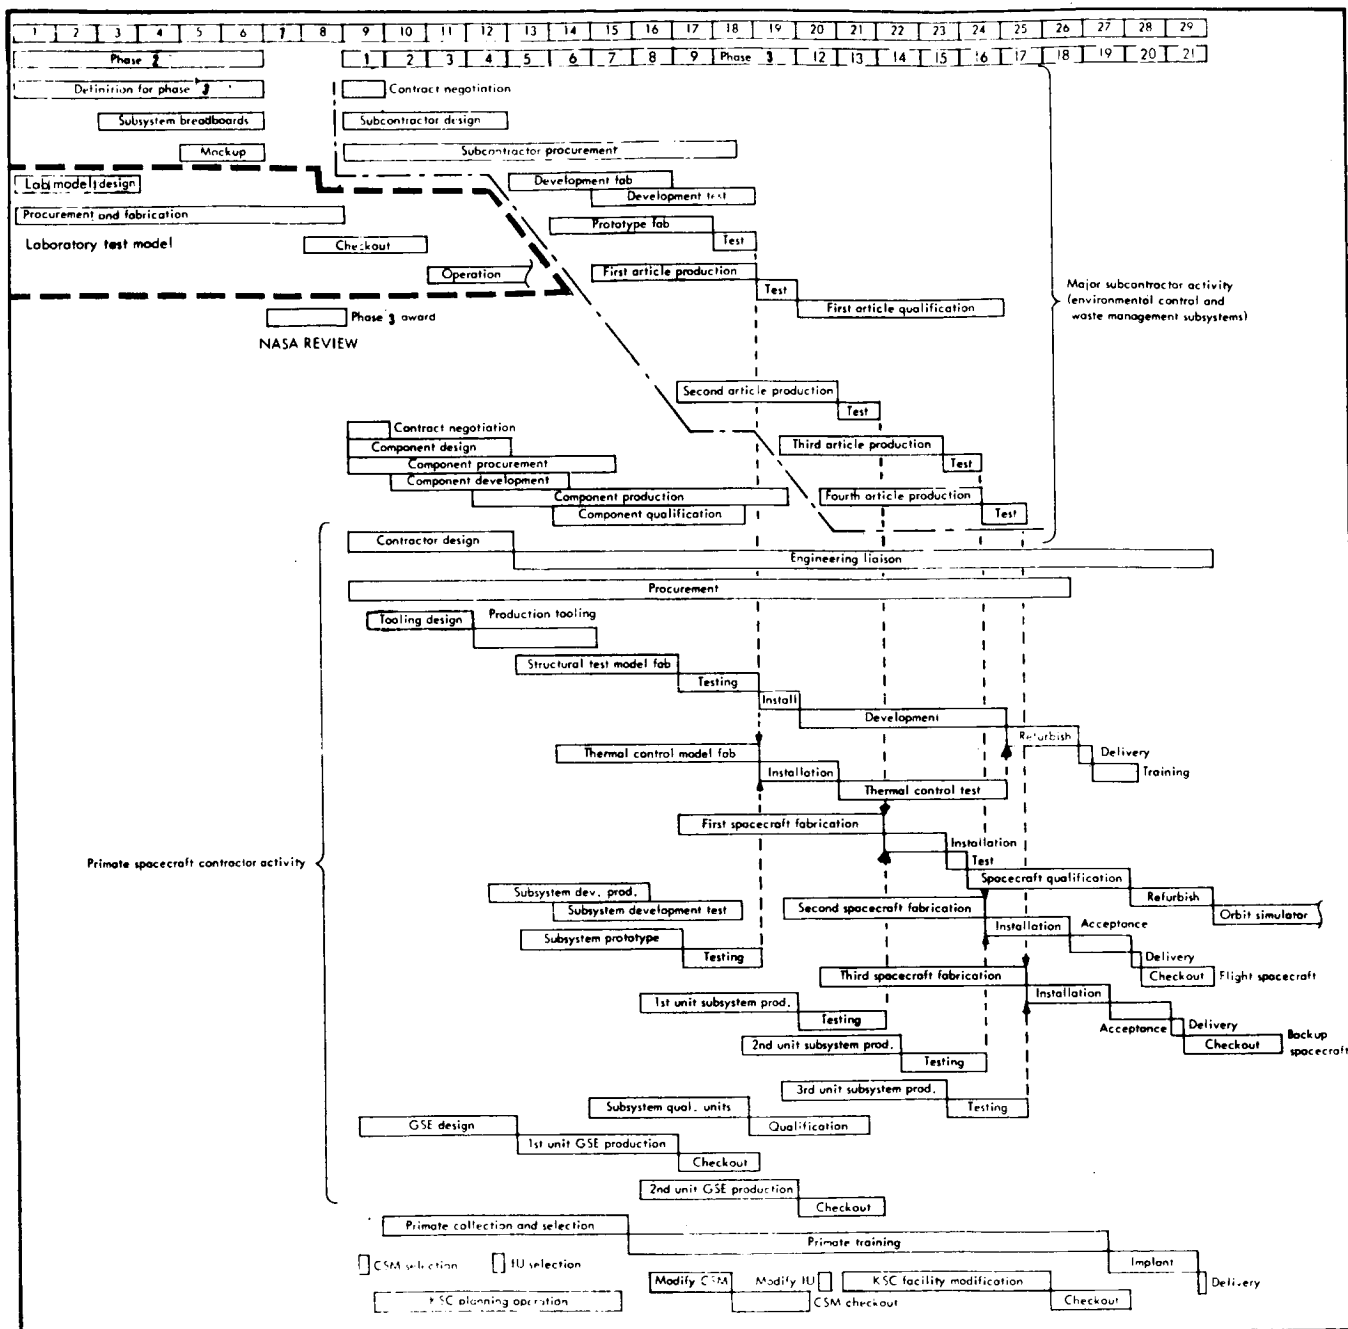 1 2 3 4 5 6 7 8 9 10 11 12 13 14 15 16 17 18 19 20 21 22 23 24 25 26 27 28 29
Phase 2 1 2 3 4 5 6 7 8 9 Phase 3 12 13 14 15 16 17 18 19 20 21
Definition for phase 3
Contract negotiation
Subsystem breadboards
Subcontractor design
Mockup
Subcontractor procurement
Lab model design
Development fab
Development test
Procurement and fabrication
Prototype fab
Test
Laboratory test model
Checkout
Operation
First article production
Test
First article qualification
Major subcontractor activity
(environmental control and
waste management subsystems)
Phase 3 award
NASA REVIEW
Second article production
Test
Contract negotiation
Component design
Third article production
Component procurement
Test
Component development
Component production
Fourth article production
Component qualification
Test
Contractor design
Engineering liaison
Procurement
Tooling design
Production tooling
Structural test model fab
Testing
Install
Development
Refurbish
Thermal control model fab
Delivery
Installation
Training
Thermal control test
First spacecraft fabrication
Installation
Test
Primate spacecraft contractor activity
Spacecraft qualification
Subsystem dev. prod.
Refurbish
Subsystem development test
Second spacecraft fabrication
Orbit simulator
Installation
Acceptance
Subsystem prototype
Testing
Delivery
Third spacecraft fabrication
Checkout
Flight spacecraft
Installation
1st unit subsystem prod.
Testing
Acceptance
Delivery
2nd unit subsystem prod.
Checkout
Backup
spacecraft
Testing
3rd unit subsystem prod.
Subsystem qual. units
Testing
GSE design
Qualification
1st unit GSE production
Checkout
2nd unit GSE production
Checkout
Primate collection and selection
Primate training
Implant
CSM selection
IU selection
Modify CSM
Modify IU
KSC facility modification
Delivery
KSC planning operation
CSM checkout
Checkout